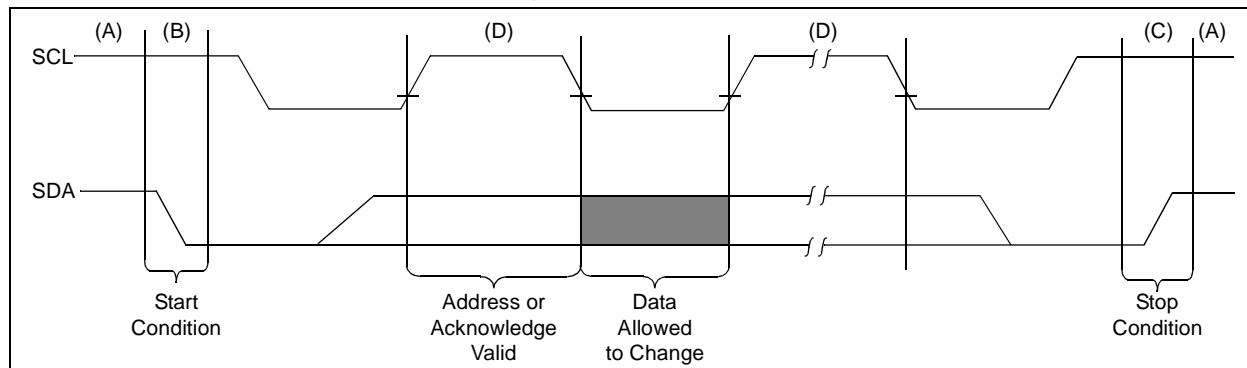 (A) (B) (D) (D) (C) (A)
SCL
SDA
Start
Condition
Address or
Acknowledge
Valid
Data
Allowed
to Change
Stop
Condition